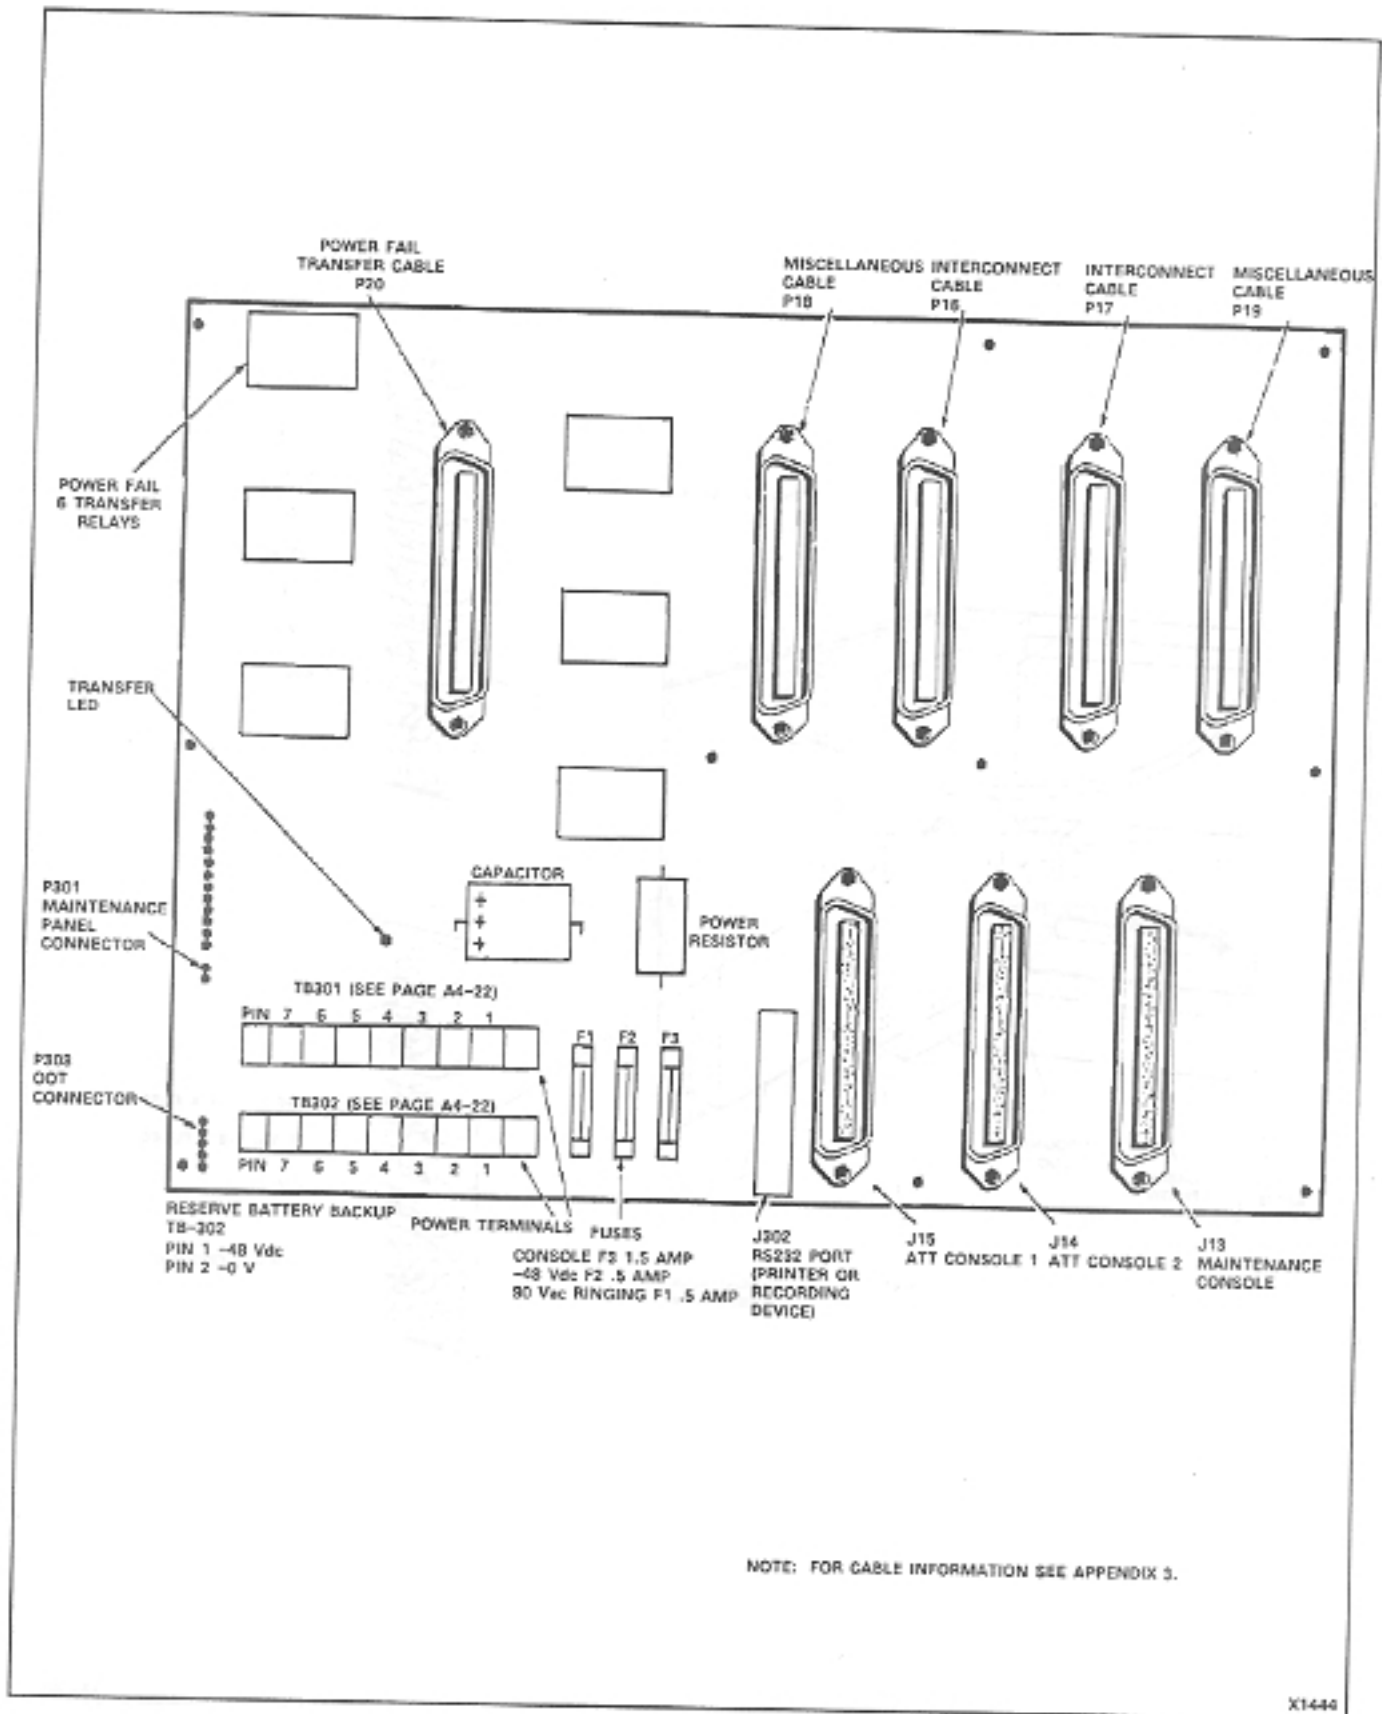 POWER FAIL
TRANSFER CABLE
P20
MISCELLANEOUS
CABLE
P18
INTERCONNECT
CABLE
P16
INTERCONNECT
CABLE
P17
MISCELLANEOUS
CABLE
P19
POWER FAIL
6 TRANSFER
RELAYS
TRANSFER
LED
P301
MAINTENANCE
PANEL
CONNECTOR
CAPACITOR
+
+
+
POWER
RESISTOR
TB301 (SEE PAGE A4-22)
PIN 7 6 5 4 3 2 1
F1 F2 F3
P303
OOT
CONNECTOR
TB302 (SEE PAGE A4-22)
PIN 7 6 5 4 3 2 1
RESERVE BATTERY BACKUP
TB-302
PIN 1 -48 Vdc
PIN 2 -0 V
POWER TERMINALS
FUSES
CONSOLE F3 1.5 AMP
-48 Vdc F2 .5 AMP
90 Vac RINGING F1 .5 AMP
J302
RS232 PORT
(PRINTER OR
RECORDING
DEVICE)
J15
ATT CONSOLE 1
J14
ATT CONSOLE 2
J13
MAINTENANCE
CONSOLE
NOTE: FOR CABLE INFORMATION SEE APPENDIX 3.
X1444